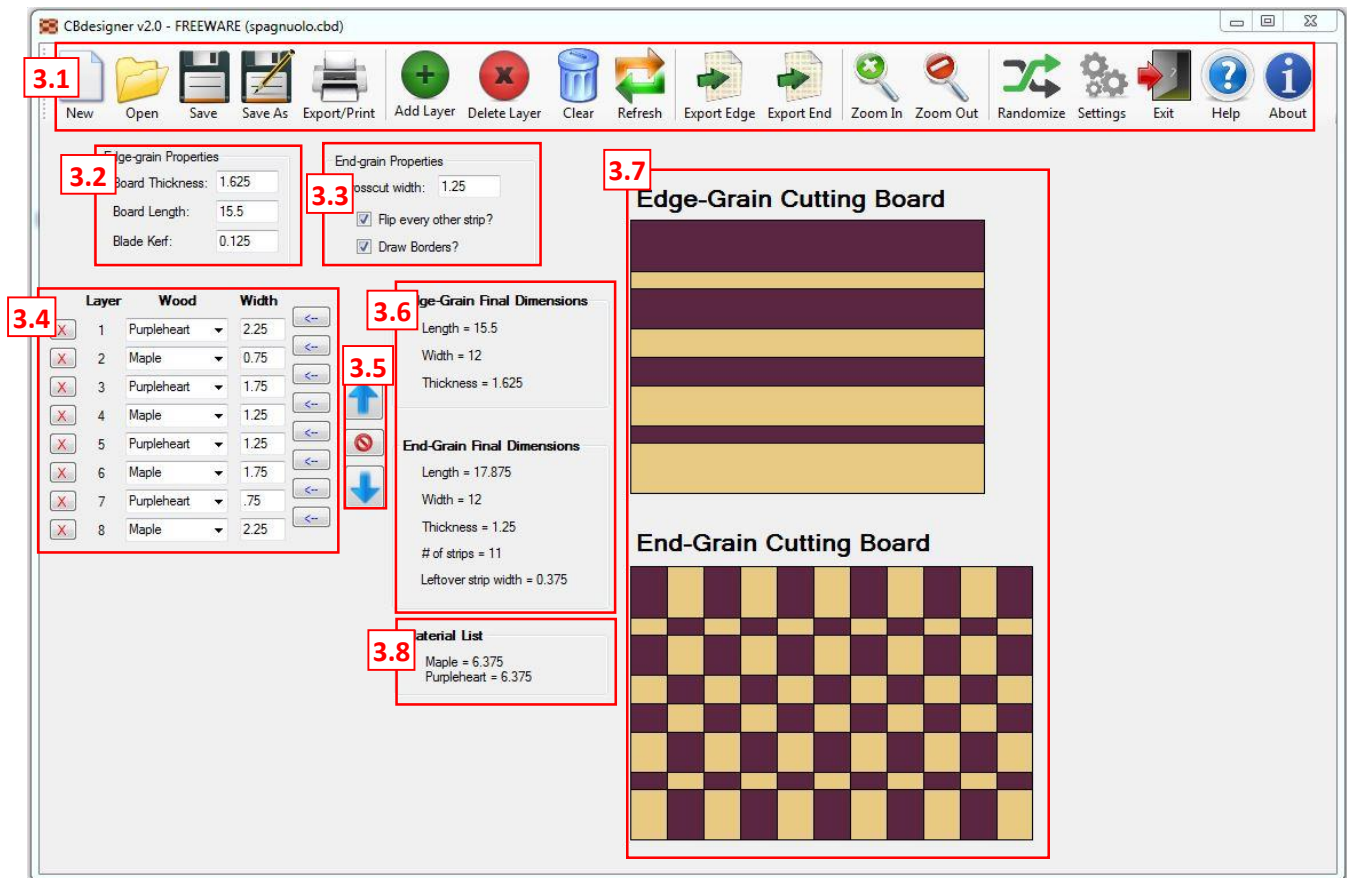 CBdesigner v2.0 - FREEWARE (spagnuolo.cbd)
3.1
New Open Save Save As Export/Print Add Layer Delete Layer Clear Refresh Export Edge Export End Zoom In Zoom Out Randomize Settings Exit Help About
3.2
Edge-grain Properties
Board Thickness: 1.625
Board Length: 15.5
Blade Kerf: 0.125
3.3
End-grain Properties
rosscut width: 1.25
Flip every other strip?
Draw Borders?
3.4
Layer Wood Width
X 1 Purpleheart 2.25 <--
X 2 Maple 0.75 <--
X 3 Purpleheart 1.75 <--
X 4 Maple 1.25 <--
X 5 Purpleheart 1.25 <--
X 6 Maple 1.75 <--
X 7 Purpleheart .75 <--
X 8 Maple 2.25
3.5
3.6
dge-Grain Final Dimensions
Length = 15.5
Width = 12
Thickness = 1.625
End-Grain Final Dimensions
Length = 17.875
Width = 12
Thickness = 1.25
# of strips = 11
Leftover strip width = 0.375
3.8
aterial List
Maple = 6.375
Purpleheart = 6.375
3.7
Edge-Grain Cutting Board
End-Grain Cutting Board